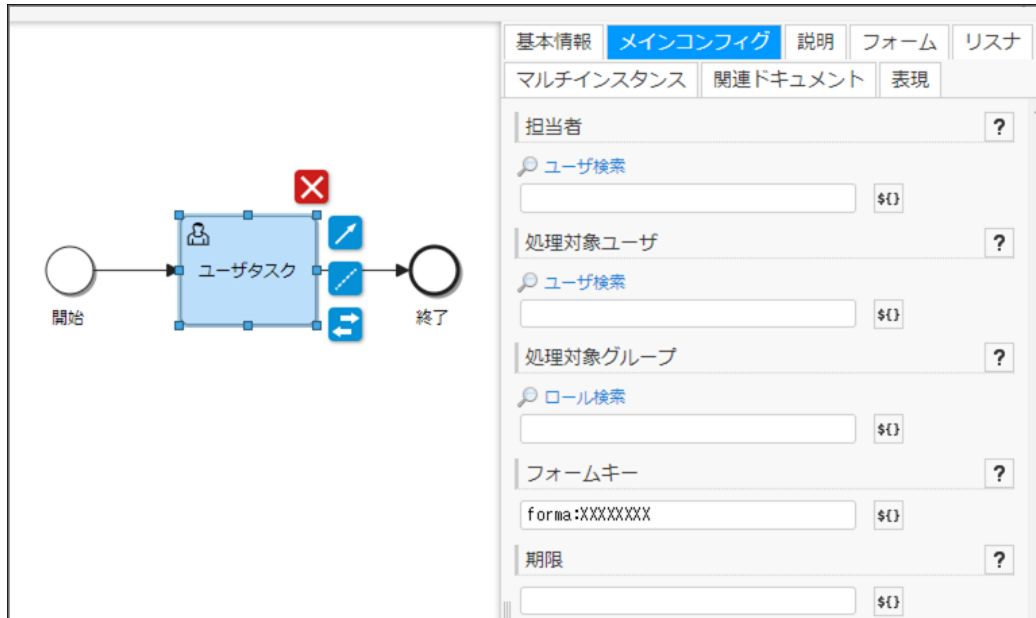 開始
ユーザタスク
終了
基本情報 メインコンフィグ 説明 フォーム リスナ
マルチインスタンス 関連ドキュメント 表現
担当者 ?
ユーザ検索
${}
処理対象ユーザ ?
ユーザ検索
${}
処理対象グループ ?
ロール検索
${}
フォームキー ?
forma:XXXXXXXX ${}
期限 ?
${}